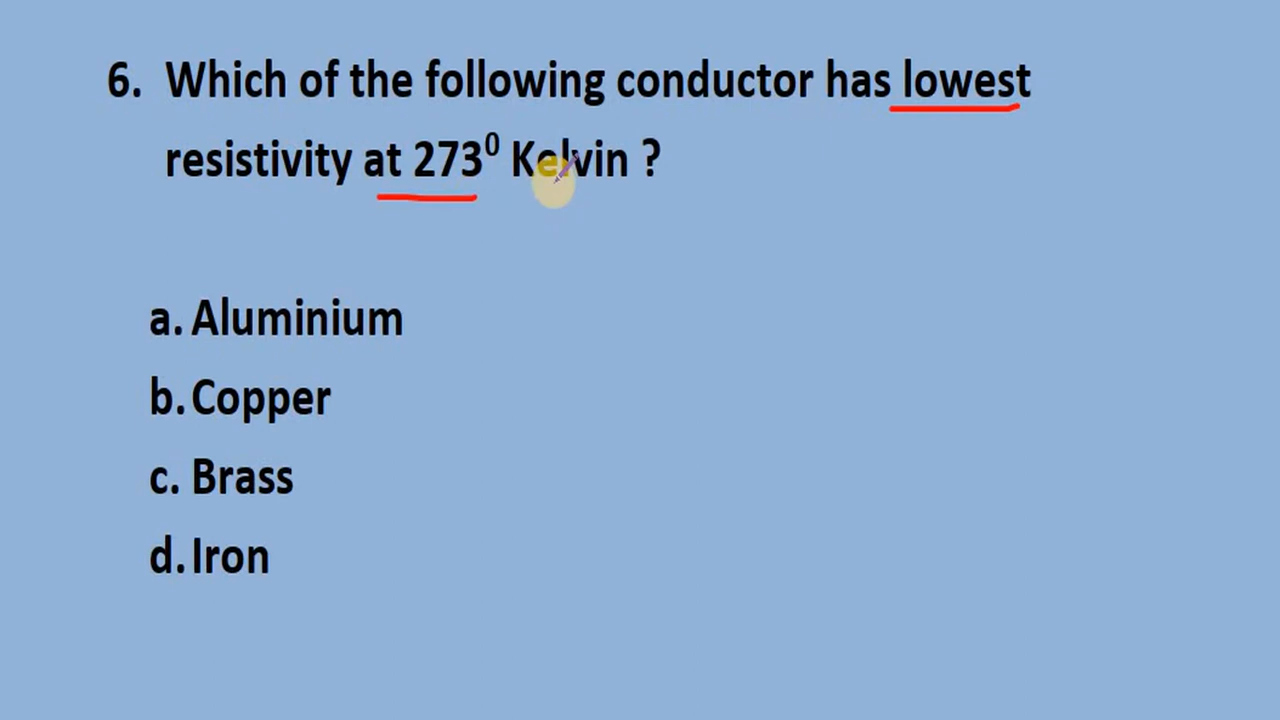 6. Which of the following conductor has lowest
resistivity at 273⁰ Kelvin ?
a. Aluminium
b. Copper
c. Brass
d. Iron